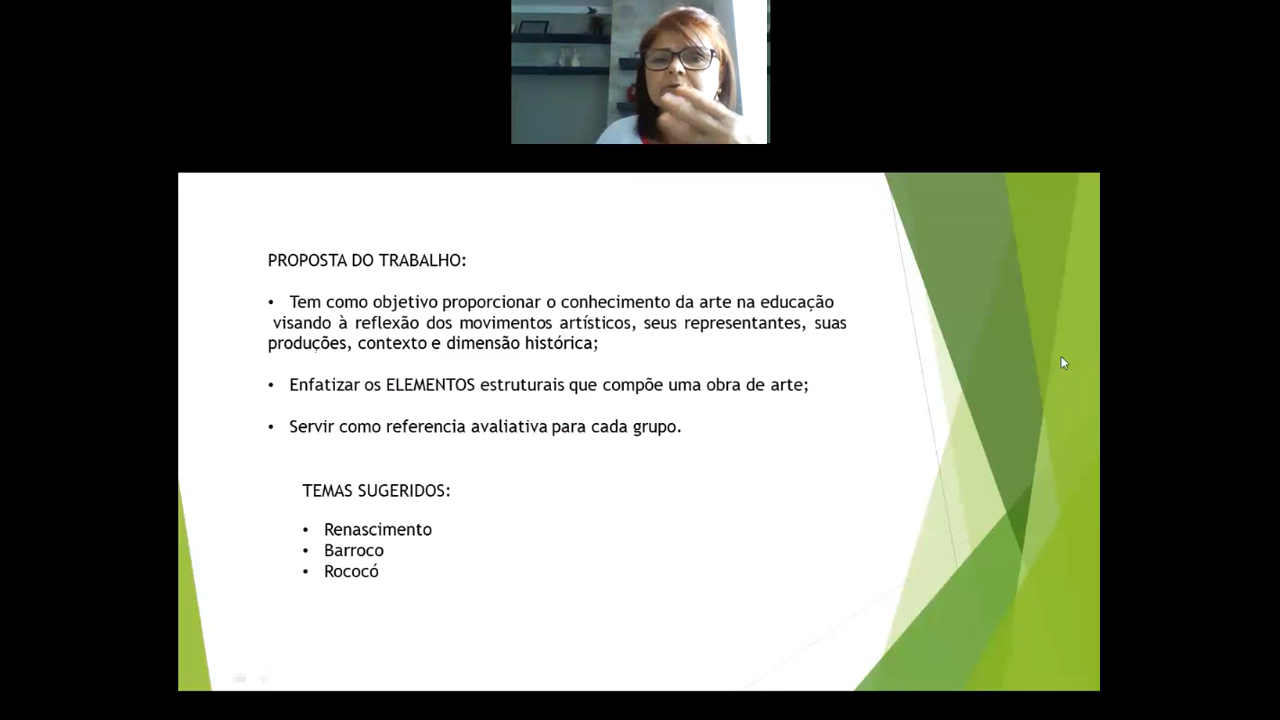 PROPOSTA DO TRABALHO:
• Tem como objetivo proporcionar o conhecimento da arte na educação
visando à reflexão dos movimentos artísticos, seus representantes, suas
produções, contexto e dimensão histórica;
• Enfatizar os ELEMENTOS estruturais que compõe uma obra de arte;
• Servir como referencia avaliativa para cada grupo.
TEMAS SUGERIDOS:
• Renascimento
• Barroco
• Rococó